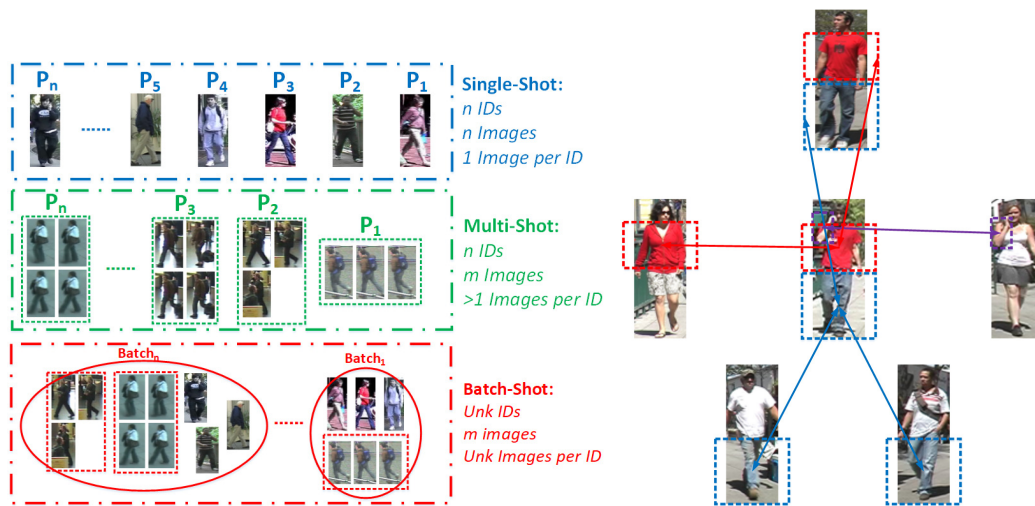 Pn P5 P4 P3 P2 P1
Single-Shot:
n IDs
n Images
1 Image per ID
Pn P3 P2 P1
Multi-Shot:
n IDs
m Images
>1 Images per ID
Batchn Batch1
Batch-Shot:
Unk IDs
m images
Unk Images per ID